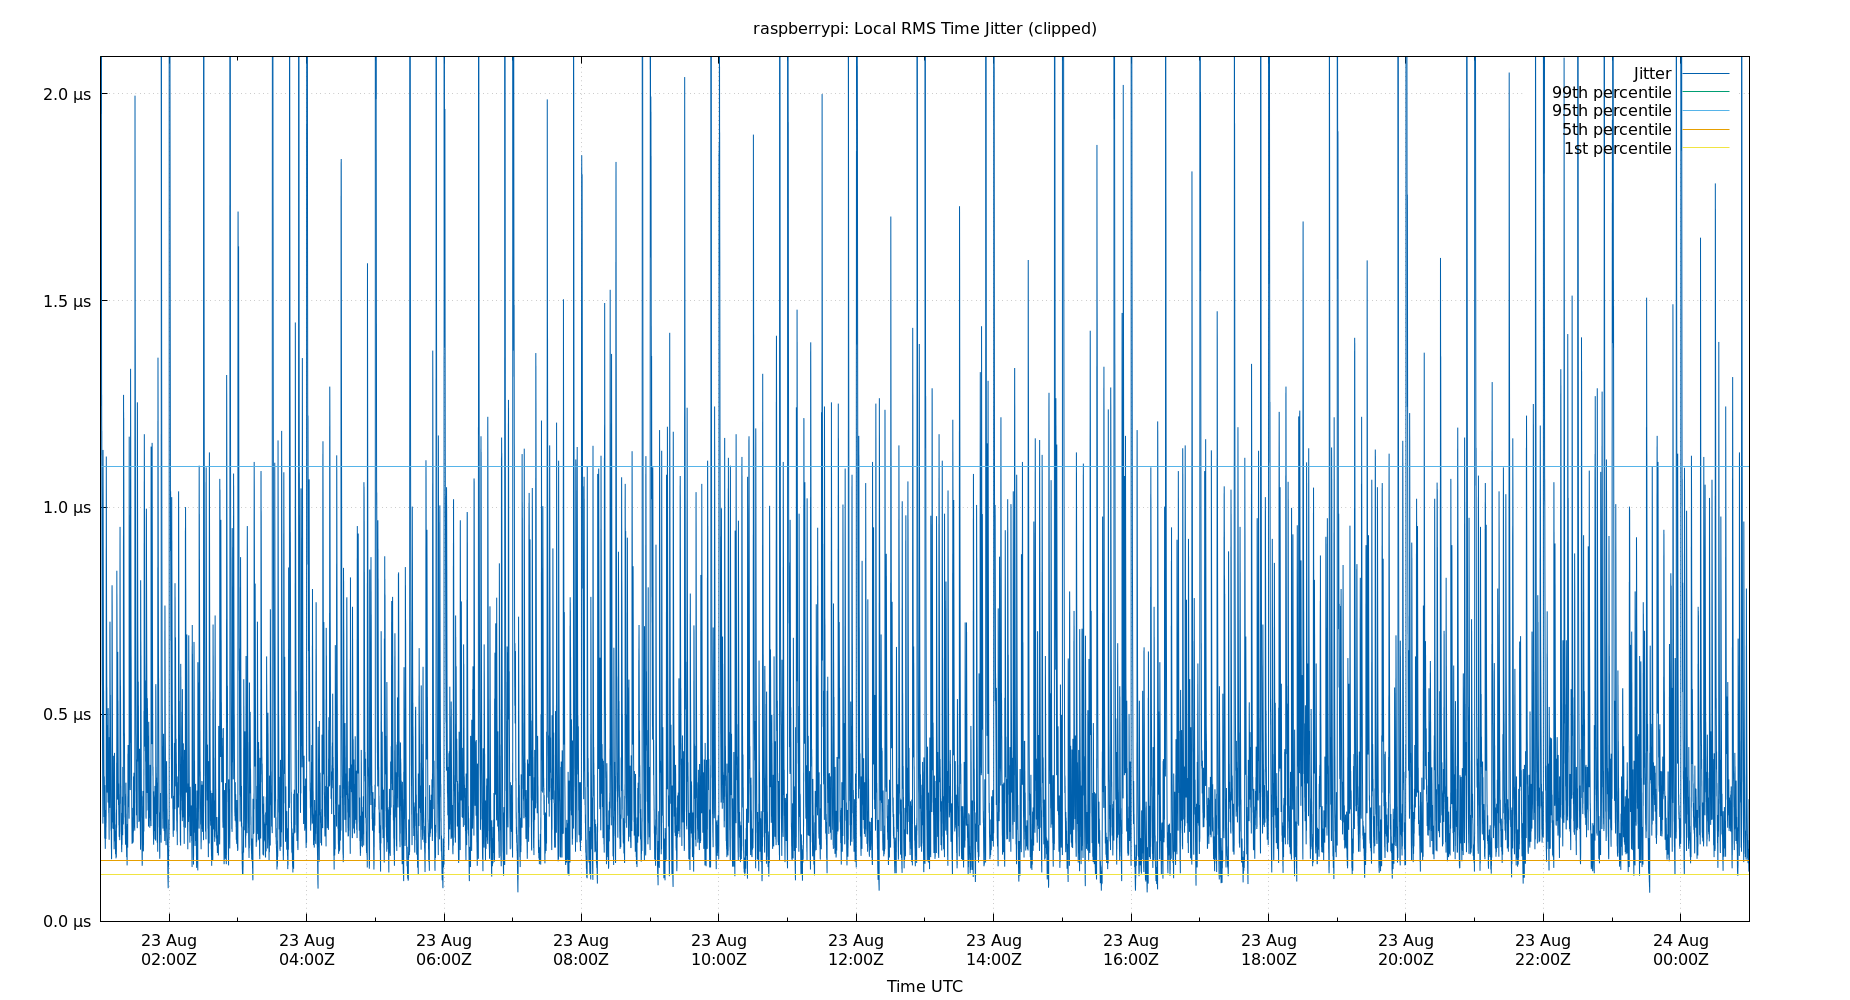 raspberrypi: Local RMS Time Jitter (clipped)
Jitter
99th percentile
95th percentile
5th percentile
1st percentile
2.0 µs
1.5 µs
1.0 µs
0.5 µs
0.0 µs
23 Aug 23 Aug 23 Aug 23 Aug 23 Aug 23 Aug 23 Aug 23 Aug 23 Aug 23 Aug 23 Aug 24 Aug
02:00Z 04:00Z 06:00Z 08:00Z 10:00Z 12:00Z 14:00Z 16:00Z 18:00Z 20:00Z 22:00Z 00:00Z
Time UTC